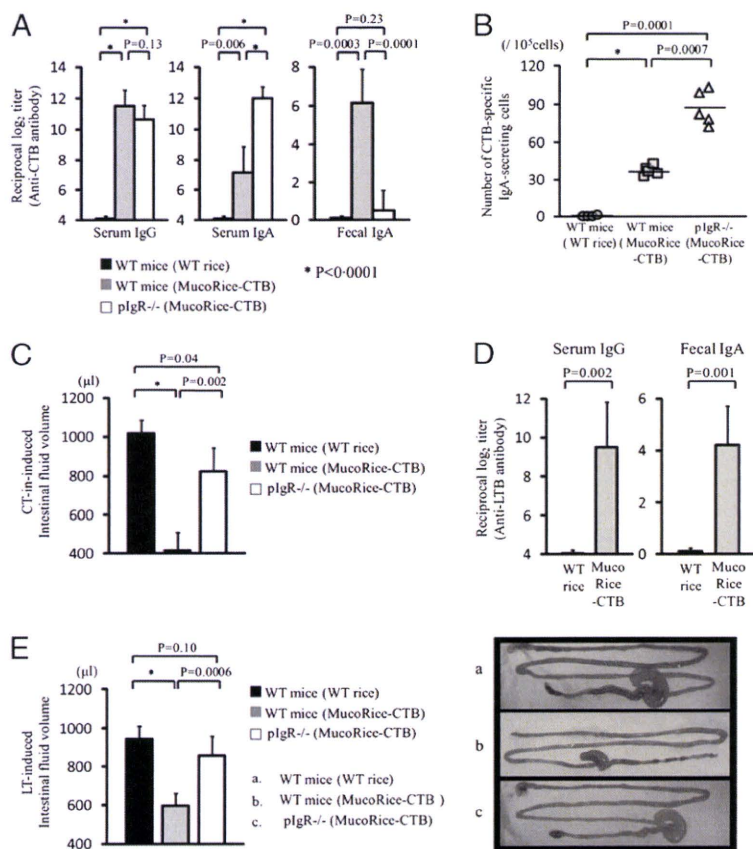 A
*
P=0.23
*
P=0.13
P=0.006
*
P=0.0003
P=0.0001
Reciprocal log₂ titer
(Anti-CTB antibody)
14
12
10
8
6
4
14
12
10
8
6
4
8
6
4
2
0
Serum IgG
Serum IgA
Fecal IgA
WT mice (WT rice)
WT mice (MucoRice-CTB)
pIgR-/- (MucoRice-CTB)
* P<0·0001
B
P=0.0001
(/ 10⁵cells)
*
P=0.0007
Number of CTB-specific
IgA-secreting cells
120
90
60
30
0
WT mice
(WT rice)
WT mice
(MucoRice
-CTB)
pIgR-/-
(MucoRice
-CTB)
C
P=0.04
(μl)
*
P=0.002
CT-in-induced
Intestinal fluid volume
1200
1000
800
600
400
WT mice (WT rice)
WT mice (MucoRice-CTB)
pIgR-/- (MucoRice-CTB)
D
Serum IgG
Fecal IgA
P=0.002
P=0.001
Reciprocal log₂ titer
(Anti-LTB antibody)
14
12
10
8
6
4
6
4
2
0
WT
rice
Muco
Rice
-CTB
WT
rice
Muco
Rice
-CTB
E
P=0.10
(μl)
*
P=0.0006
LT-induced
Intestinal fluid volume
1200
1000
800
600
400
WT mice (WT rice)
WT mice (MucoRice-CTB)
pIgR-/- (MucoRice-CTB)
a. WT mice (WT rice)
b. WT mice (MucoRice-CTB )
c. pIgR-/- (MucoRice-CTB)
a
b
c